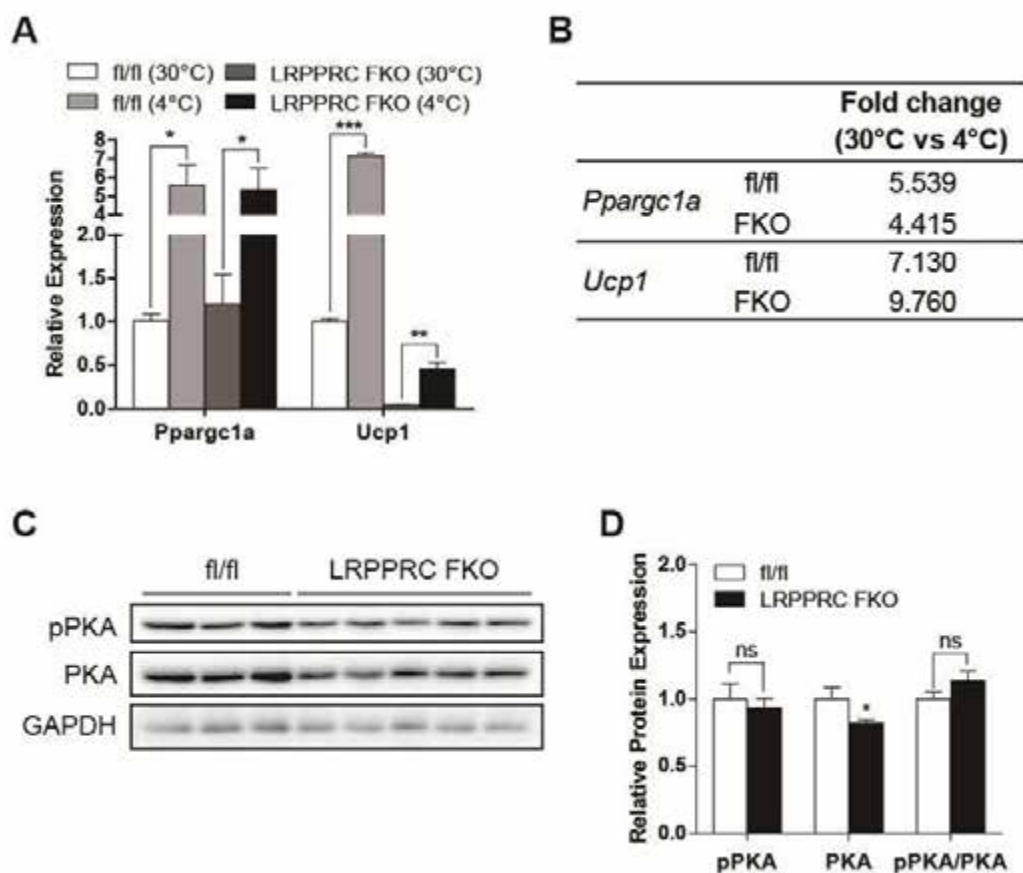 A
fl/fl (30°C) LRPPRC FKO (30°C)
fl/fl (4°C) LRPPRC FKO (4°C)
Relative Expression
8
7
6
5
4
2.0
1.0
0.5
0.0
* * *** **
Ppargc1a Ucp1
B
Fold change
(30°C vs 4°C)
Ppargc1a fl/fl 5.539
FKO 4.415
Ucp1 fl/fl 7.130
FKO 9.760
C
fl/fl LRPPRC FKO
pPKA
PKA
GAPDH
D
fl/fl
LRPPRC FKO
Relative Protein Expression
2.0
1.5
1.0
0.5
0.0
ns * ns
pPKA PKA pPKA/PKA